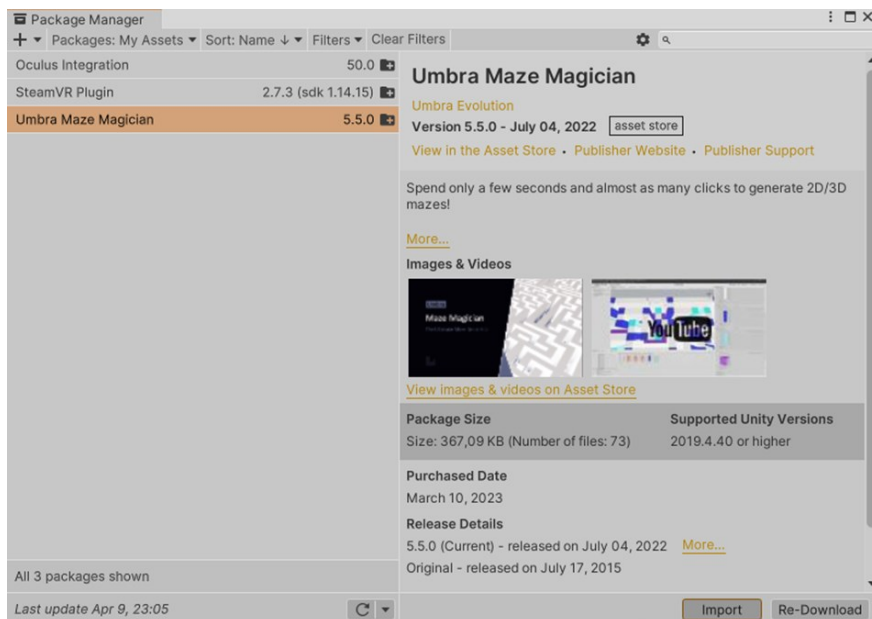 Package Manager
Packages: My Assets Sort: Name ↓ Filters Clear Filters
Oculus Integration 50.0
SteamVR Plugin 2.7.3 (sdk 1.14.15)
Umbra Maze Magician 5.5.0
All 3 packages shown
Last update Apr 9, 23:05
Umbra Maze Magician
Umbra Evolution
Version 5.5.0 - July 04, 2022 asset store
View in the Asset Store • Publisher Website • Publisher Support
Spend only a few seconds and almost as many clicks to generate 2D/3D
mazes!
More...
Images & Videos
Maze Magician
YouTube
View images & videos on Asset Store
Package Size Supported Unity Versions
Size: 367,09 KB (Number of files: 73) 2019.4.40 or higher
Purchased Date
March 10, 2023
Release Details
5.5.0 (Current) - released on July 04, 2022 More...
Original - released on July 17, 2015
Import Re-Download